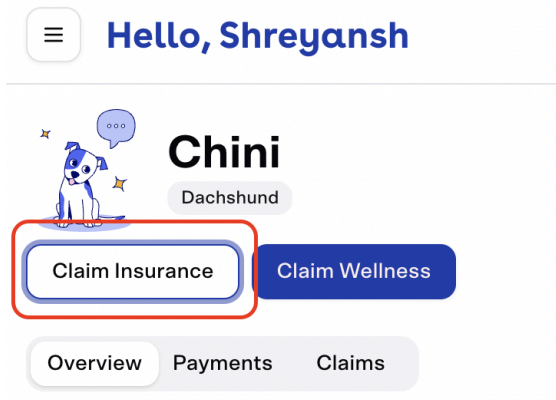 Hello, Shreyansh
Chini
Dachshund
Claim Insurance Claim Wellness
Overview Payments Claims